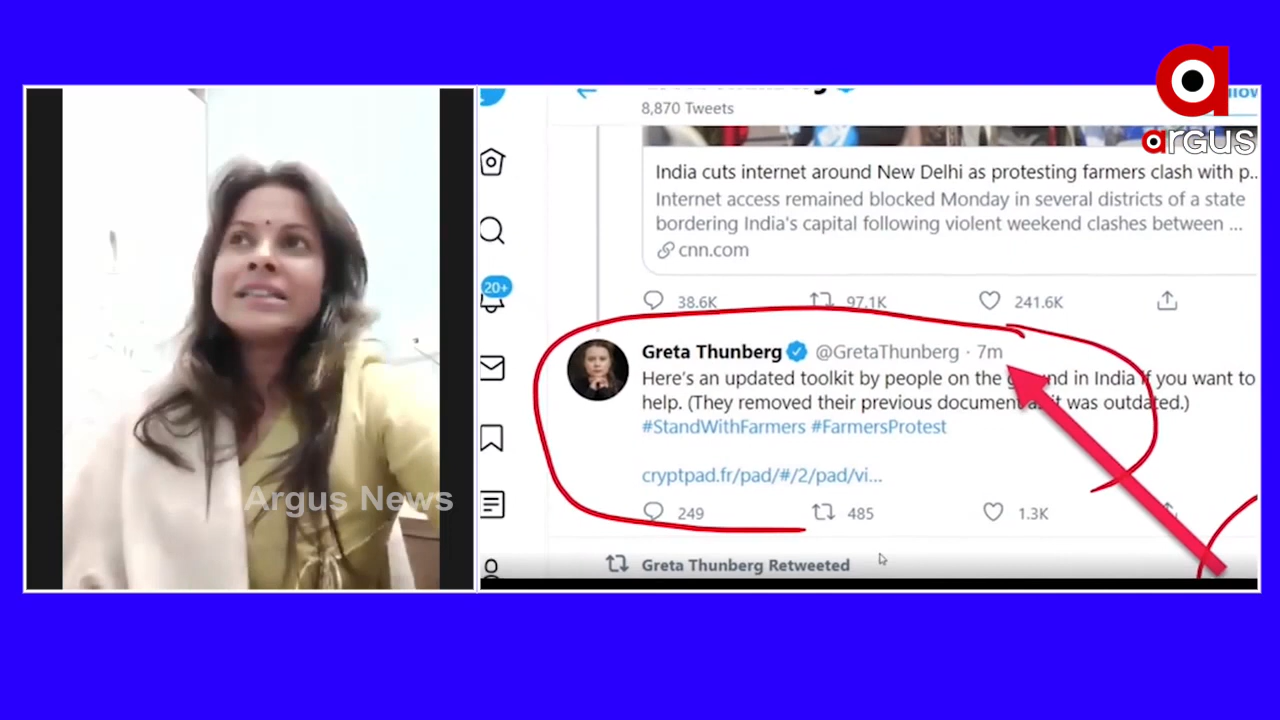 argus
8,870 Tweets
India cuts internet around New Delhi as protesting farmers clash with p...
Internet access remained blocked Monday in several districts of a state
bordering India's capital following violent weekend clashes between ...
cnn.com
38.6K 97.1K 241.6K
20+
Greta Thunberg @GretaThunberg · 7m
Here's an updated toolkit by people on the ground in India if you want to
help. (They removed their previous document as it was outdated.)
#StandWithFarmers #FarmersProtest
cryptpad.fr/pad/#/2/pad/vi...
249 485 1.3K
Greta Thunberg Retweeted
Argus News